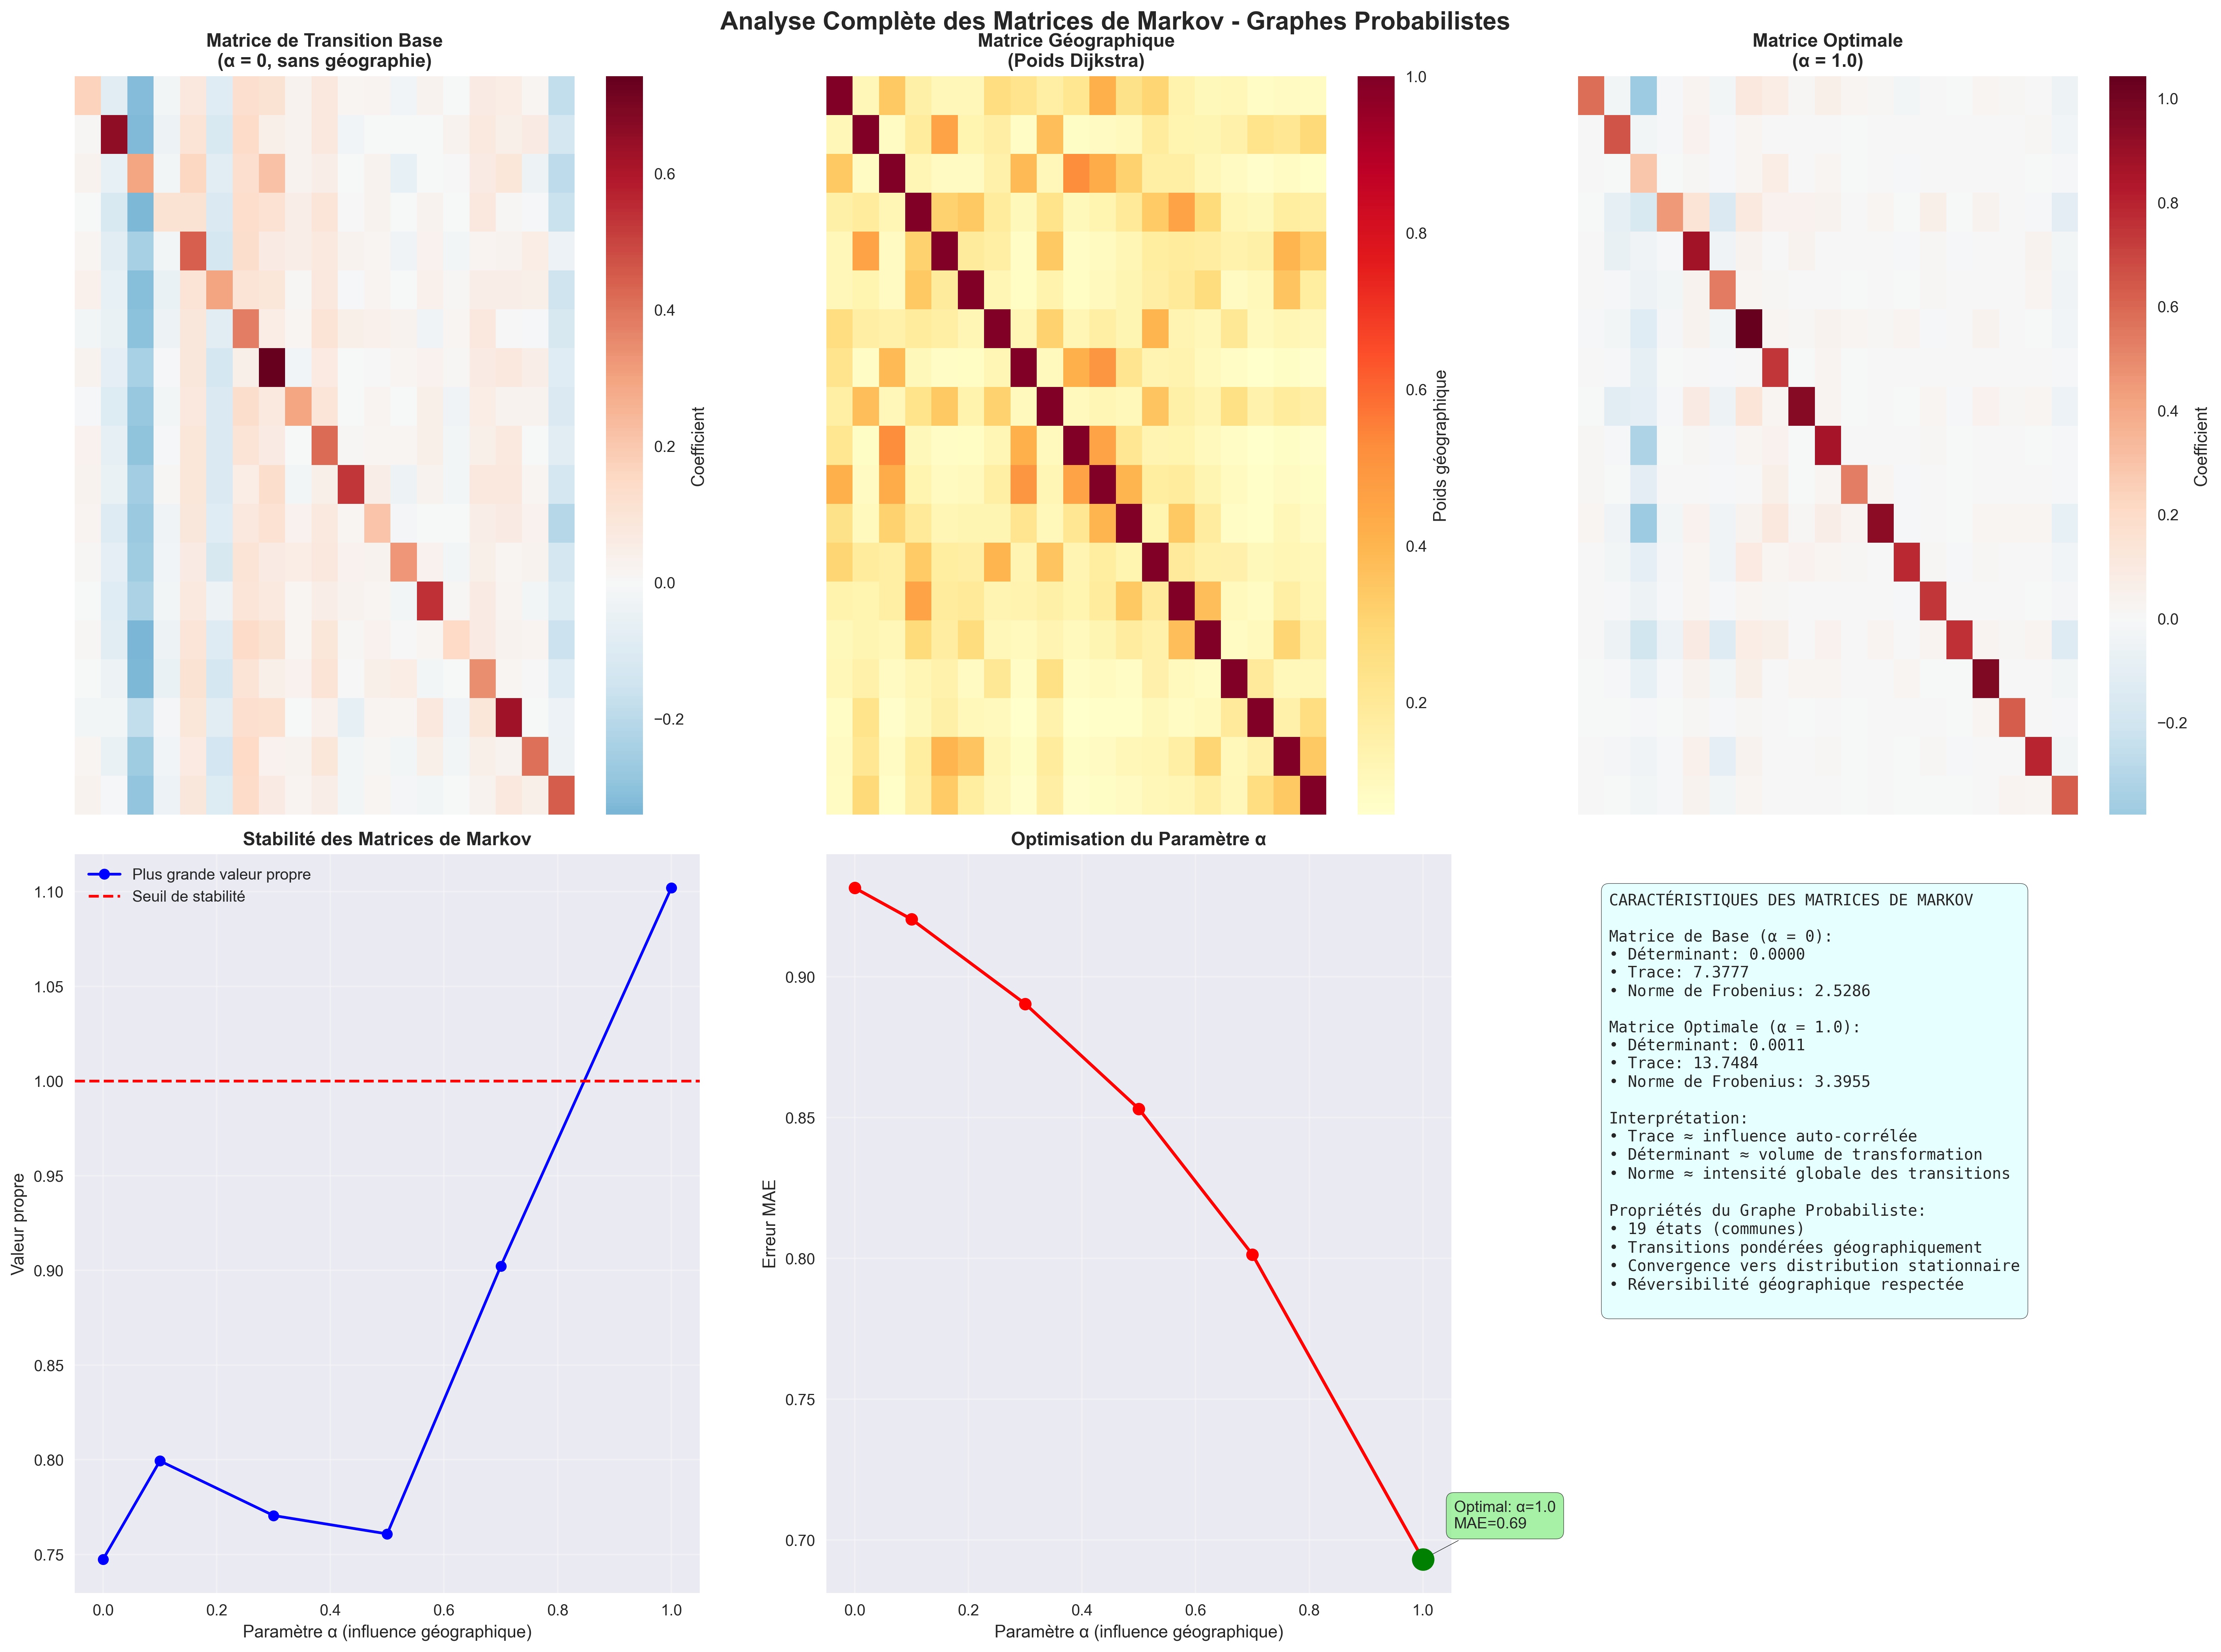 Analyse Complète des Matrices de Markov - Graphes Probabilistes
Matrice de Transition Base
(α = 0, sans géographie)
0.6
0.4
0.2
0.0
−0.2
Coefficient
Matrice Géographique
(Poids Dijkstra)
1.0
0.8
0.6
0.4
0.2
Poids géographique
Matrice Optimale
(α = 1.0)
1.0
0.8
0.6
0.4
0.2
0.0
−0.2
Coefficient
Stabilité des Matrices de Markov
Plus grande valeur propre
Seuil de stabilité
1.10
1.05
1.00
0.95
0.90
0.85
0.80
0.75
Valeur propre
0.0 0.2 0.4 0.6 0.8 1.0
Paramètre α (influence géographique)
Optimisation du Paramètre α
0.90
0.85
0.80
0.75
0.70
Erreur MAE
Optimal: α=1.0
MAE=0.69
0.0 0.2 0.4 0.6 0.8 1.0
Paramètre α (influence géographique)
CARACTÉRISTIQUES DES MATRICES DE MARKOV
Matrice de Base (α = 0):
• Déterminant: 0.0000
• Trace: 7.3777
• Norme de Frobenius: 2.5286
Matrice Optimale (α = 1.0):
• Déterminant: 0.0011
• Trace: 13.7484
• Norme de Frobenius: 3.3955
Interprétation:
• Trace ≈ influence auto-corrélée
• Déterminant ≈ volume de transformation
• Norme ≈ intensité globale des transitions
Propriétés du Graphe Probabiliste:
• 19 états (communes)
• Transitions pondérées géographiquement
• Convergence vers distribution stationnaire
• Réversibilité géographique respectée